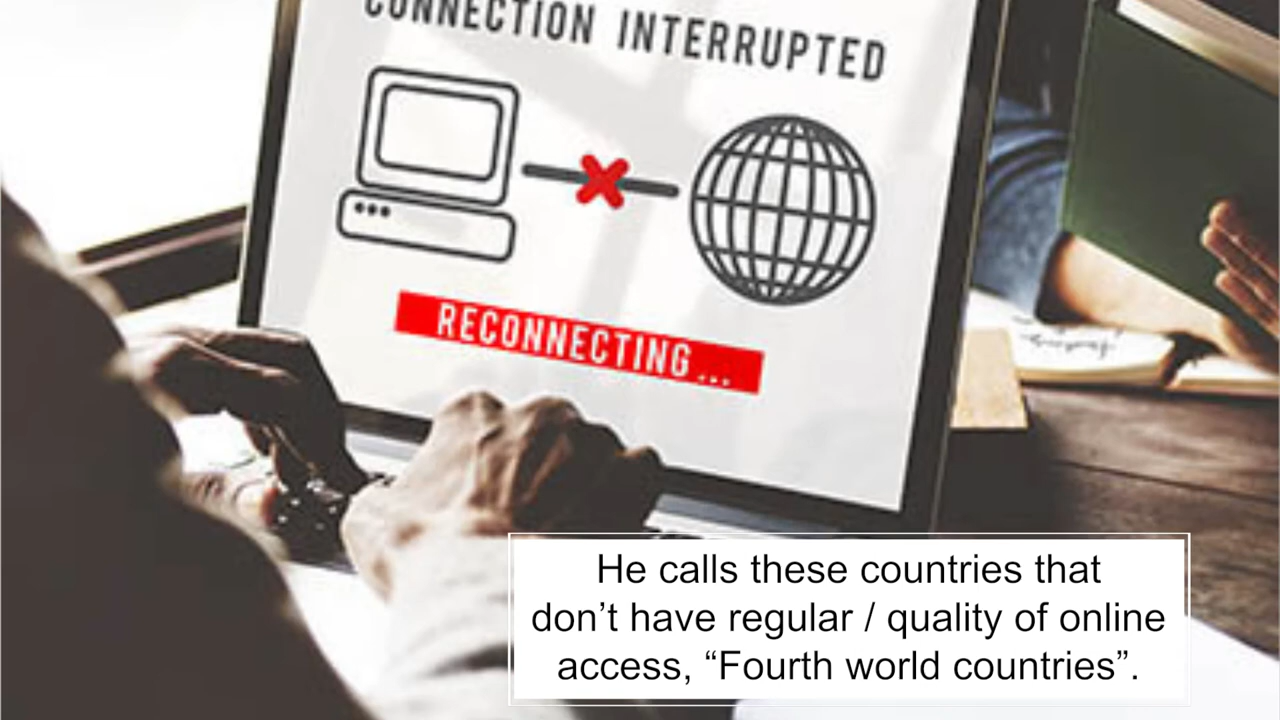 CONNECTION INTERRUPTED
RECONNECTING...
He calls these countries that
don’t have regular / quality of online
access, “Fourth world countries”.